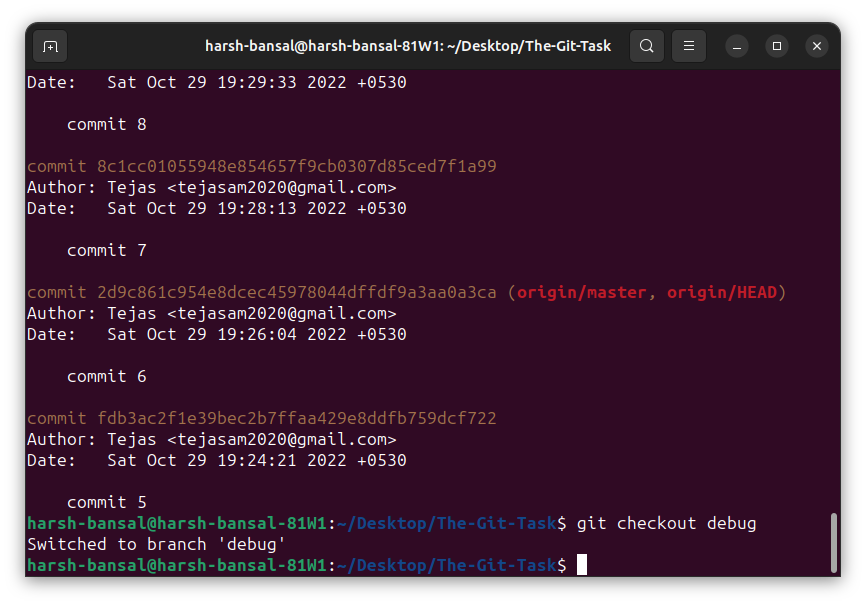 harsh-bansal@harsh-bansal-81W1: ~/Desktop/The-Git-Task
Date:   Sat Oct 29 19:29:33 2022 +0530
commit 8
commit 8c1cc01055948e854657f9cb0307d85ced7f1a99
Author: Tejas <tejasam2020@gmail.com>
Date:   Sat Oct 29 19:28:13 2022 +0530
commit 7
commit 2d9c861c954e8dcec45978044dffdf9a3aa0a3ca (origin/master, origin/HEAD)
Author: Tejas <tejasam2020@gmail.com>
Date:   Sat Oct 29 19:26:04 2022 +0530
commit 6
commit fdb3ac2f1e39bec2b7ffaa429e8ddfb759dcf722
Author: Tejas <tejasam2020@gmail.com>
Date:   Sat Oct 29 19:24:21 2022 +0530
commit 5
harsh-bansal@harsh-bansal-81W1:~/Desktop/The-Git-Task$ git checkout debug
Switched to branch 'debug'
harsh-bansal@harsh-bansal-81W1:~/Desktop/The-Git-Task$